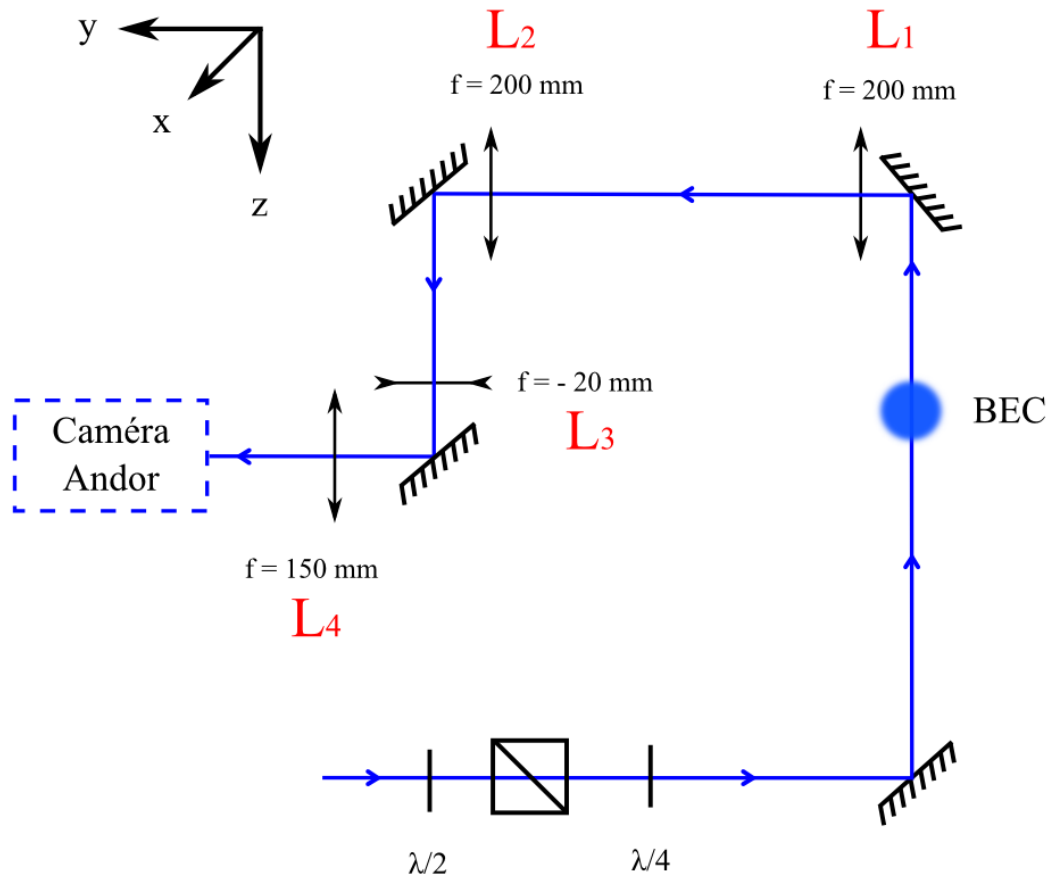 y
x
z
L2
f = 200 mm
L1
f = 200 mm
f = - 20 mm
L3
BEC
Caméra
Andor
f = 150 mm
L4
λ/2
λ/4